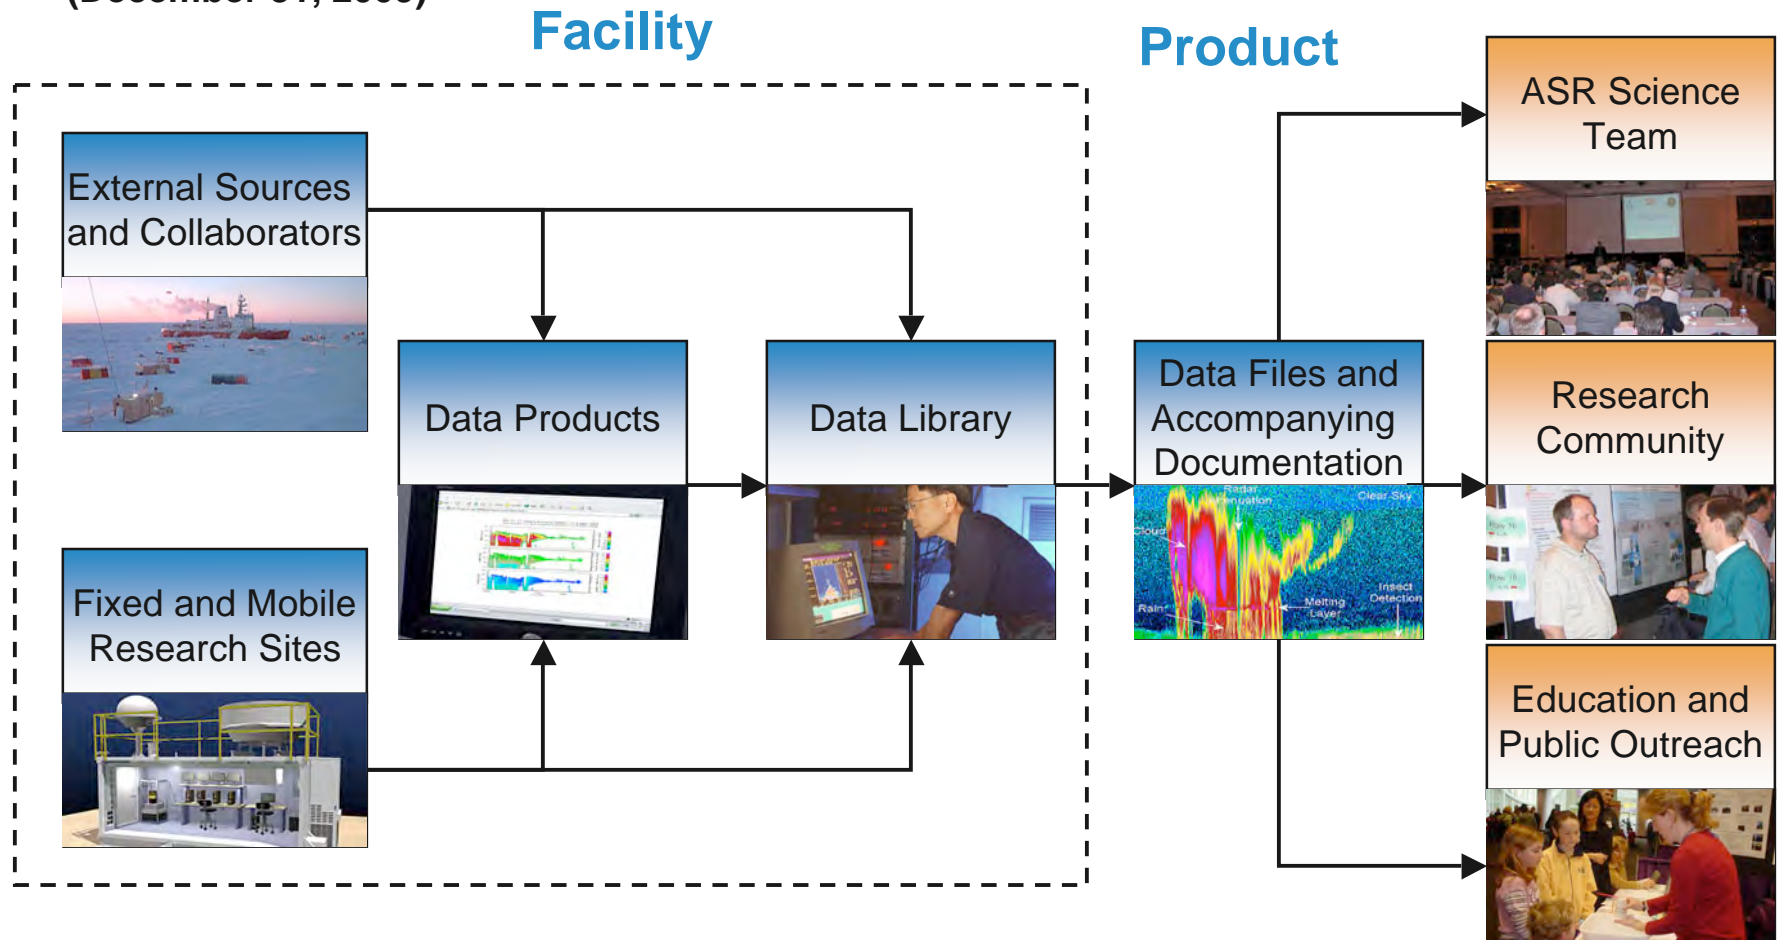 Facility
Product
External Sources
and Collaborators
Data Products
Data Library
Fixed and Mobile
Research Sites
Data Files and
Accompanying
Documentation
Radar
Clear Sky
Cloud
Insect
Detection
Melting
Layer
Rain
ASR Science
Team
Research
Community
Education and
Public Outreach